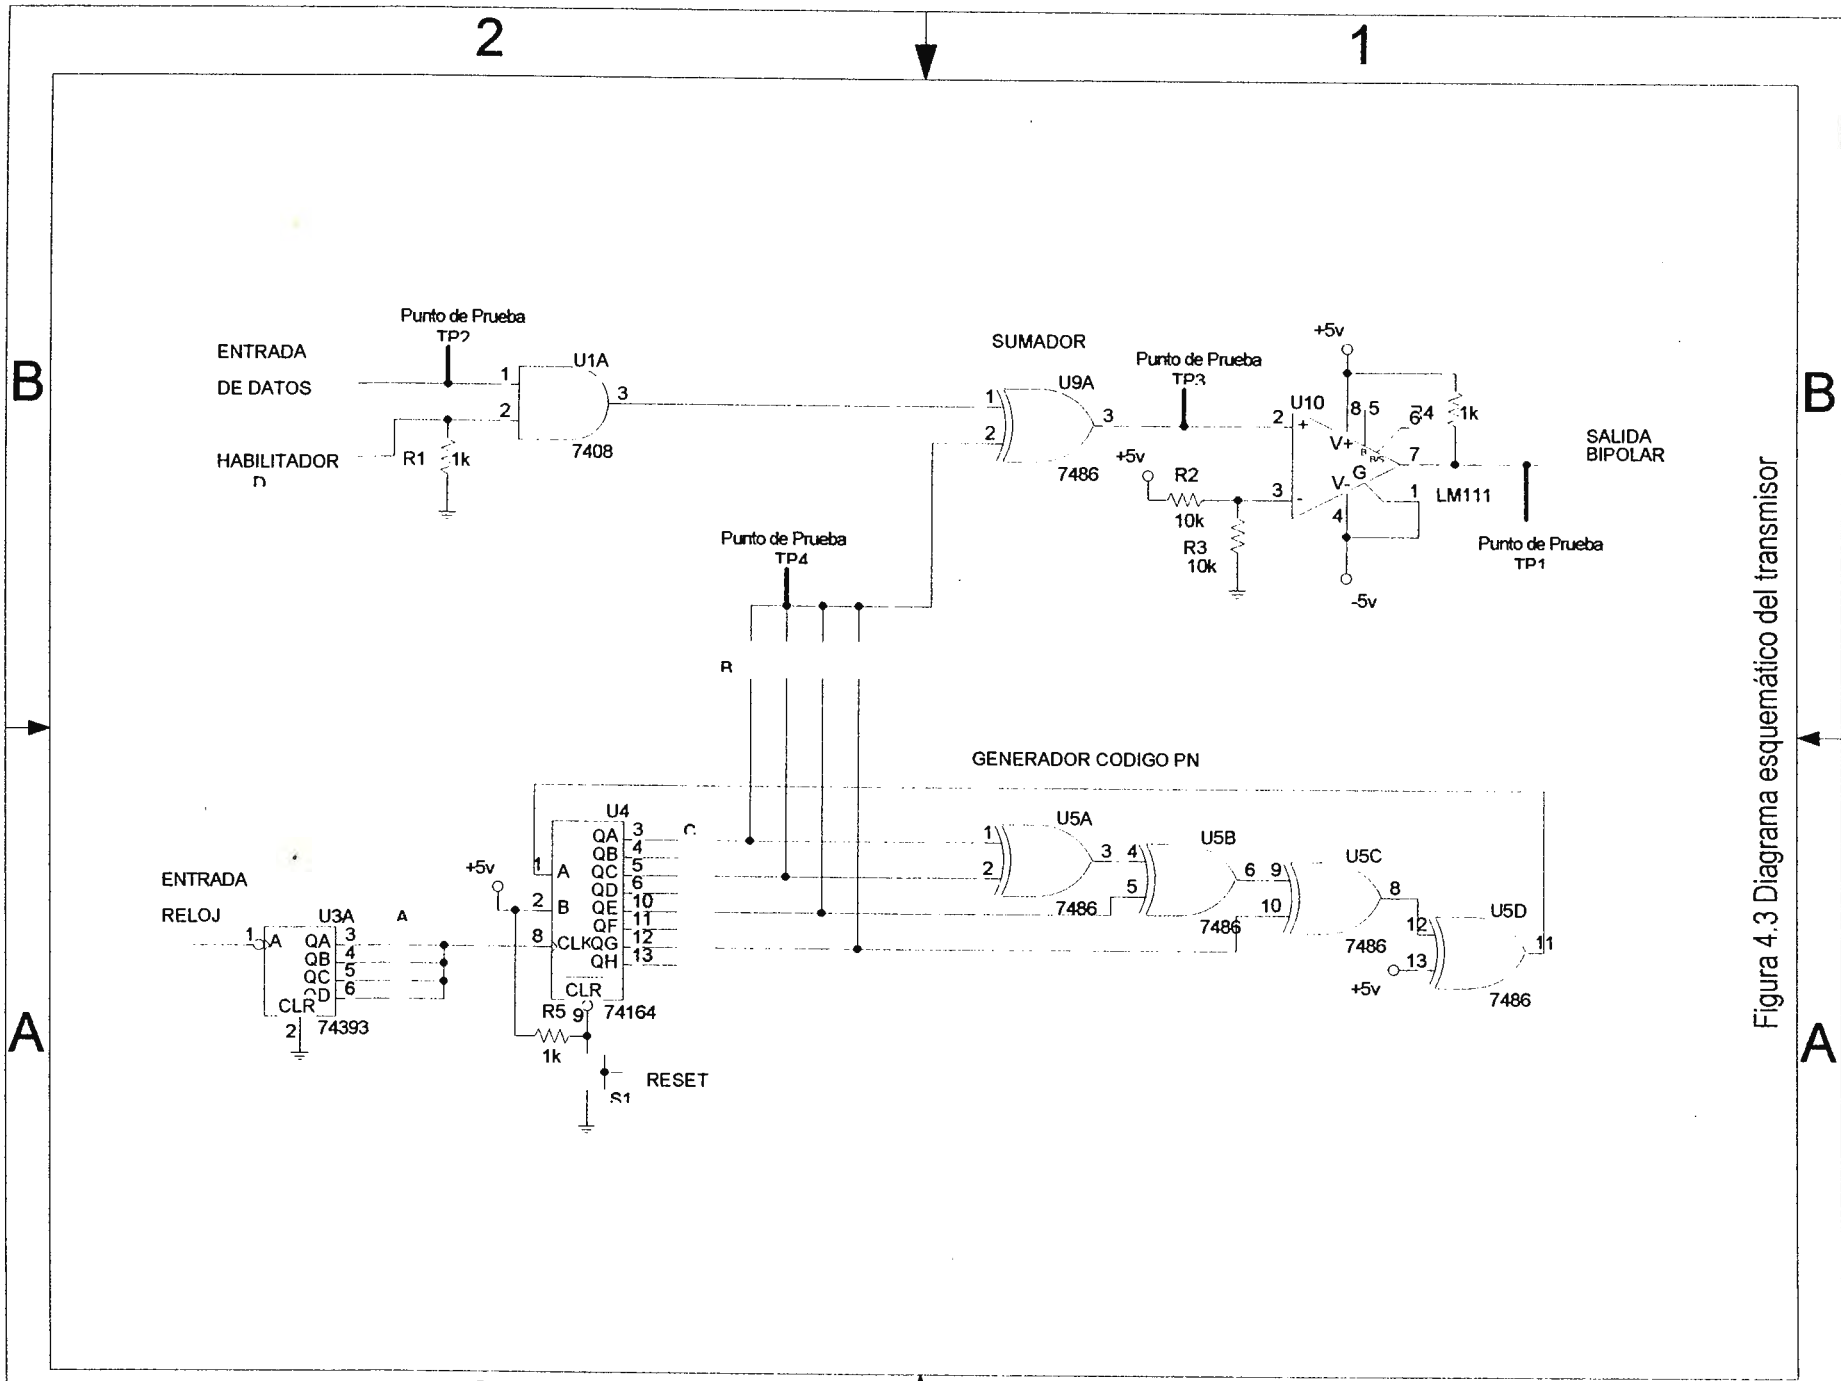 2
1
B
B
A
A
Punto de Prueba
TP2
ENTRADA
DE DATOS
HABILITADOR
D
R1
1k
1
2
3
U1A
7408
SUMADOR
U9A
1
2
3
7486
Punto de Prueba
TP3
+5v
U10
2
+
3
-
V+
V-
G
8
5
6
7
1
4
1k
LM111
-5v
+5v
R2
10k
R3
10k
SALIDA
BIPOLAR
Punto de Prueba
TP1
Punto de Prueba
TP4
GENERADOR CODIGO PN
ENTRADA
RELOJ
U3A
A
1
A
QA
3
QB
4
QC
5
6
CLR
2
74393
+5v
U4
1
A
2
B
8
CLK
QA
3
QB
4
QC
5
QD
6
QE
10
QF
11
QG
12
QH
13
CLR
9
74164
R5
1k
RESET
S1
U5A
1
2
3
7486
U5B
4
5
6
7486
U5C
9
10
8
7486
U5D
12
13
11
+5v
7486
Figura 4.3 Diagrama esquemático del transmisor